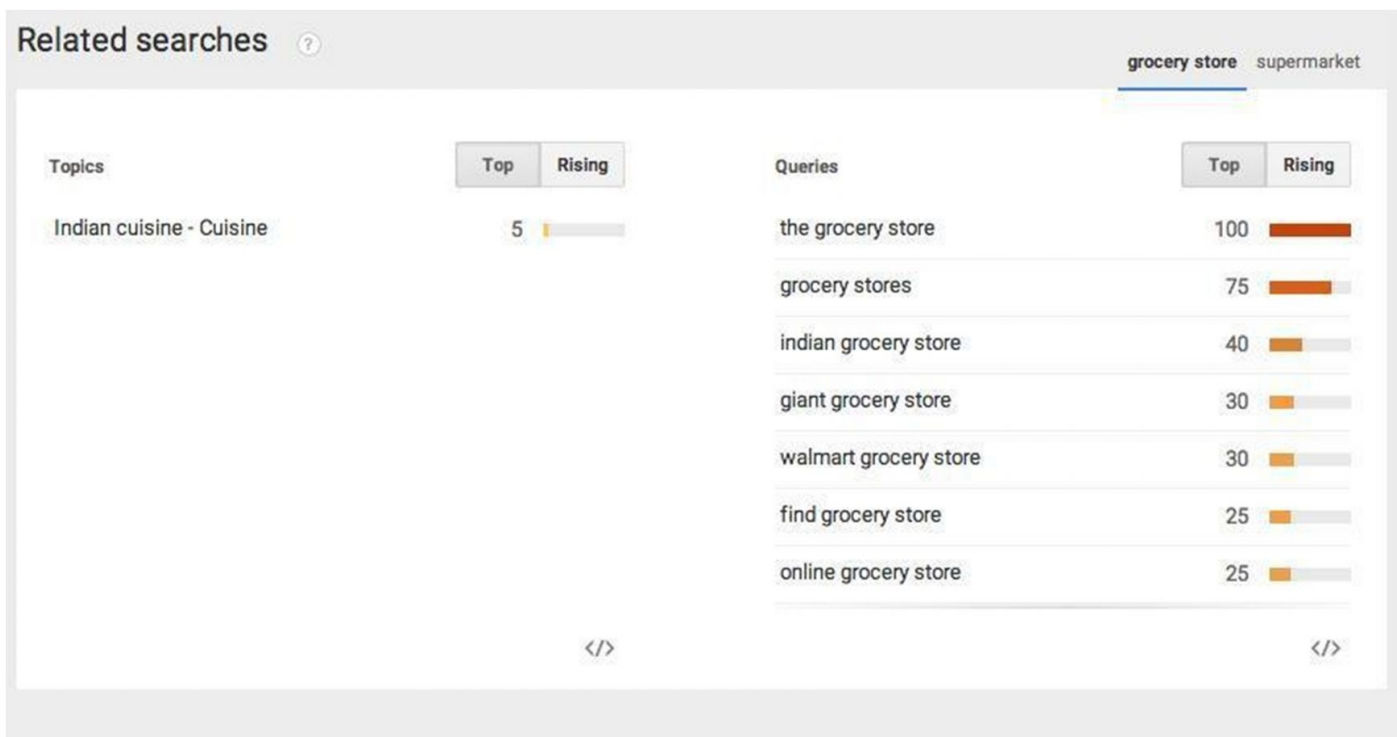 Related searches ?
grocery store supermarket
Topics Top Rising
Indian cuisine - Cuisine 5
</>
Queries Top Rising
the grocery store 100
grocery stores 75
indian grocery store 40
giant grocery store 30
walmart grocery store 30
find grocery store 25
online grocery store 25
</>